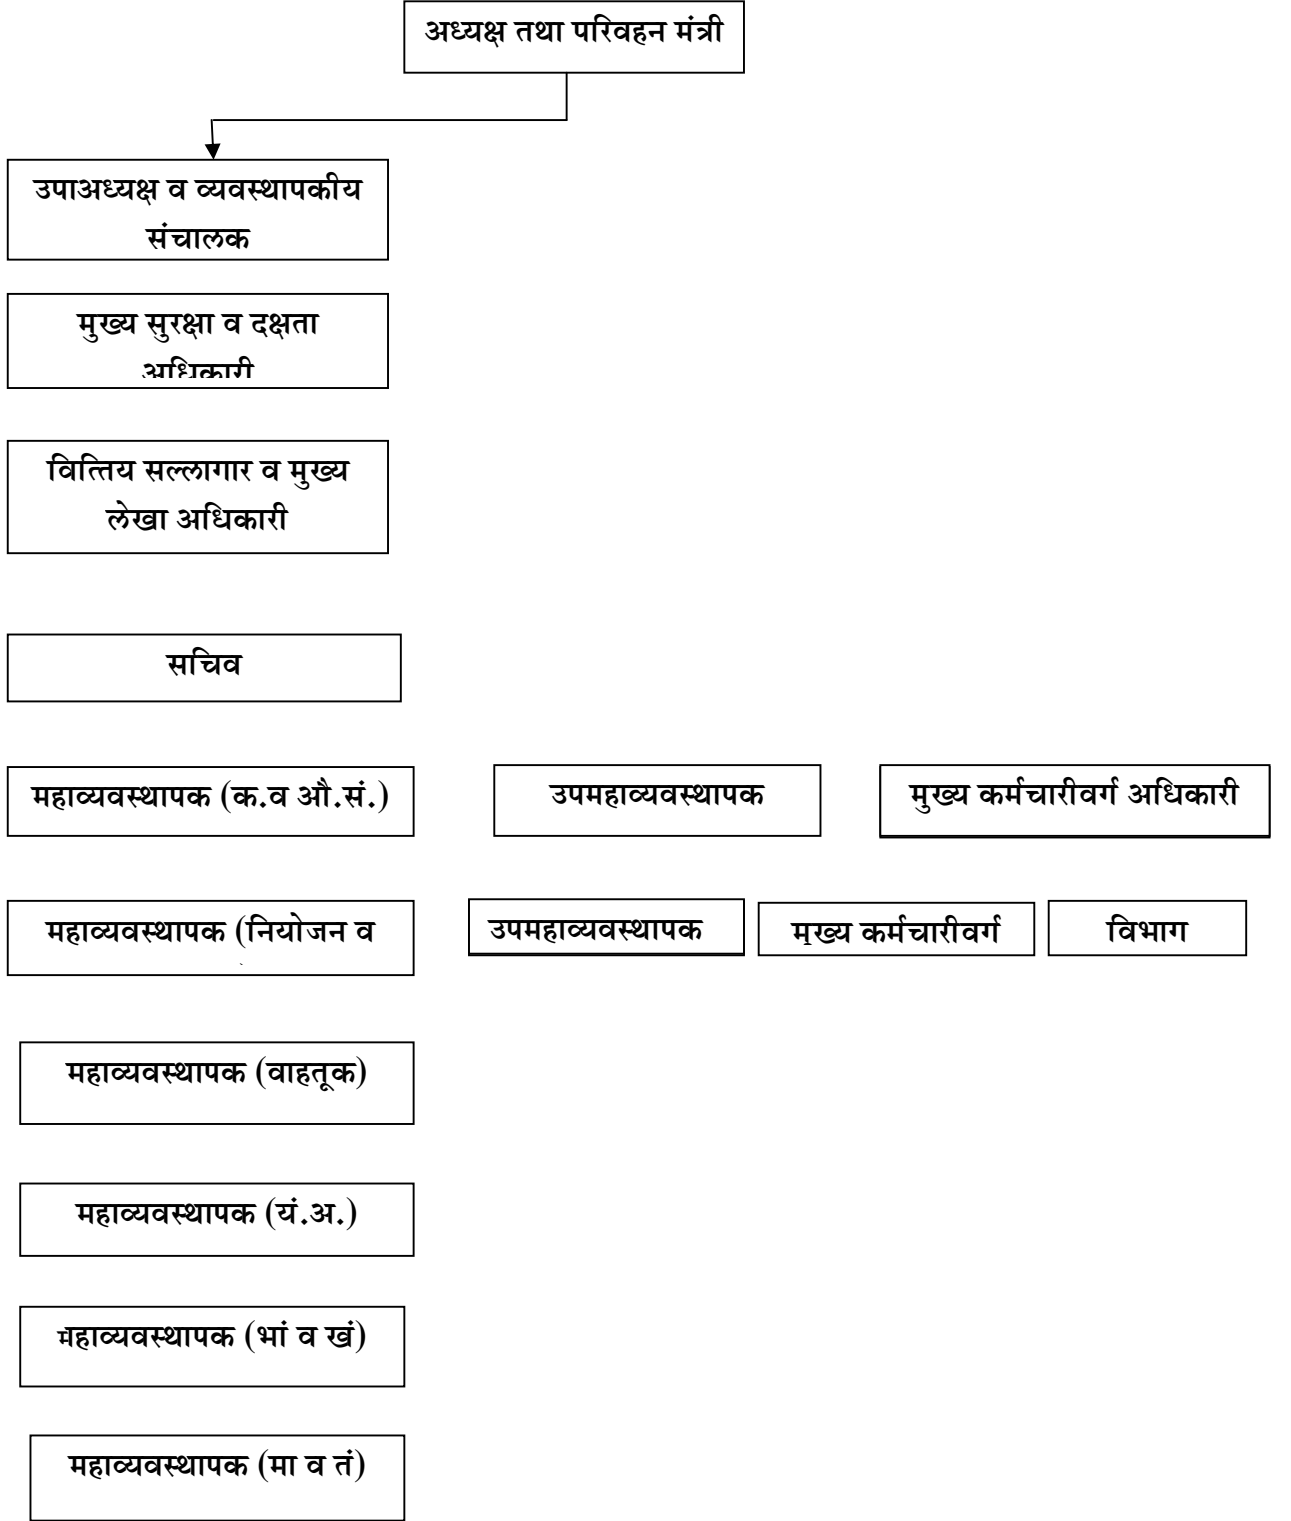 अध्यक्ष तथा परिवहन मंत्री
उपाअध्यक्ष व व्यवस्थापकीय
संचालक
मुख्य सुरक्षा व दक्षता
अधिकारी
वित्तिय सल्लागार व मुख्य
लेखा अधिकारी
सचिव
महाव्यवस्थापक (क.व औ.सं.)
उपमहाव्यवस्थापक
मुख्य कर्मचारीवर्ग अधिकारी
महाव्यवस्थापक (नियोजन व
उपमहाव्यवस्थापक
मुख्य कर्मचारीवर्ग
विभाग
महाव्यवस्थापक (वाहतूक)
महाव्यवस्थापक (यं.अ.)
महाव्यवस्थापक (भां व खं)
महाव्यवस्थापक (मा व तं)